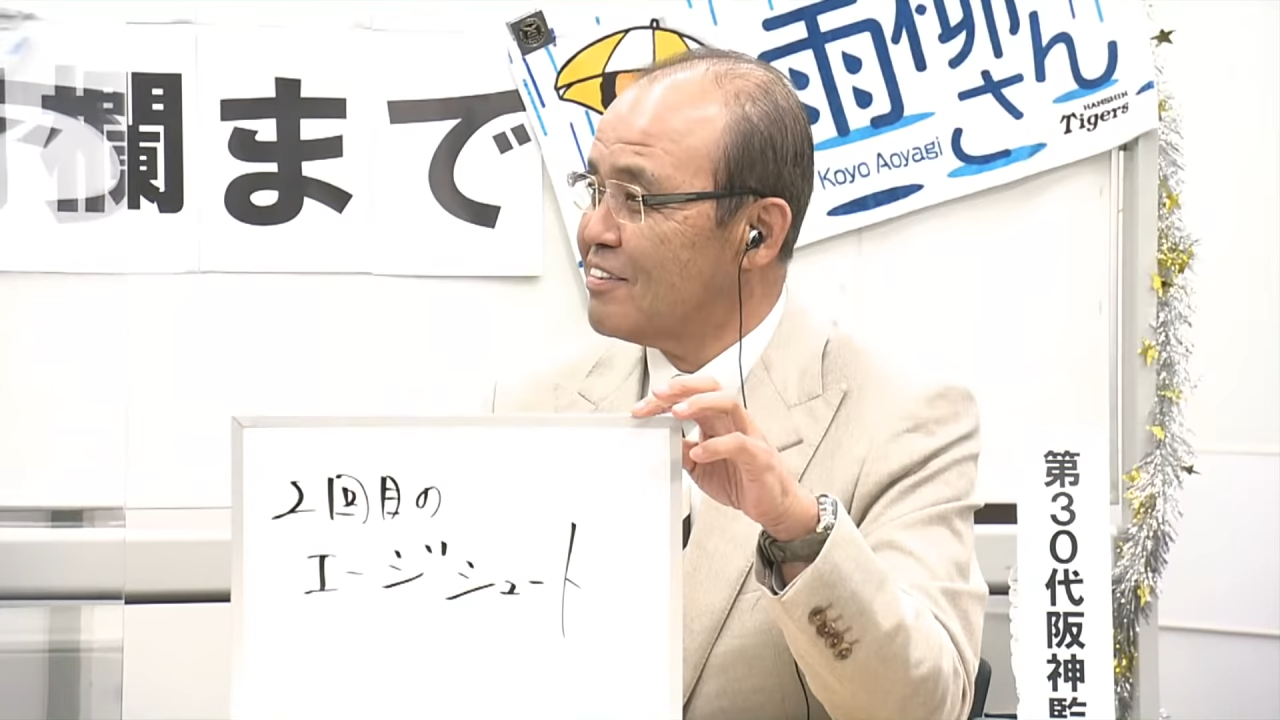 欄まで
雨柳さん
Koyo Aoyagi
HANSHIN
Tigers
2回目の
エージシュート
第30代阪神監